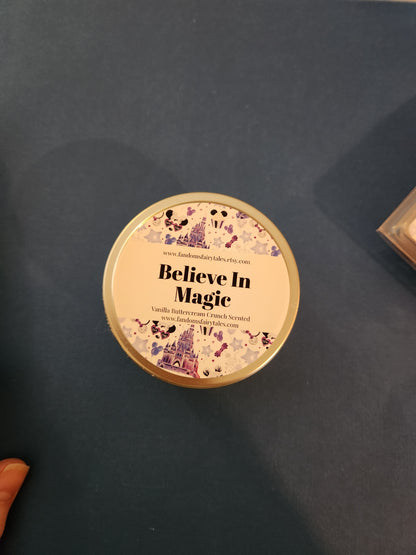 www.fandomsfairytales.etsy.com
Believe In
Magic
Vanilla Buttercream Crunch Scented
www.fandomsfairytales.com